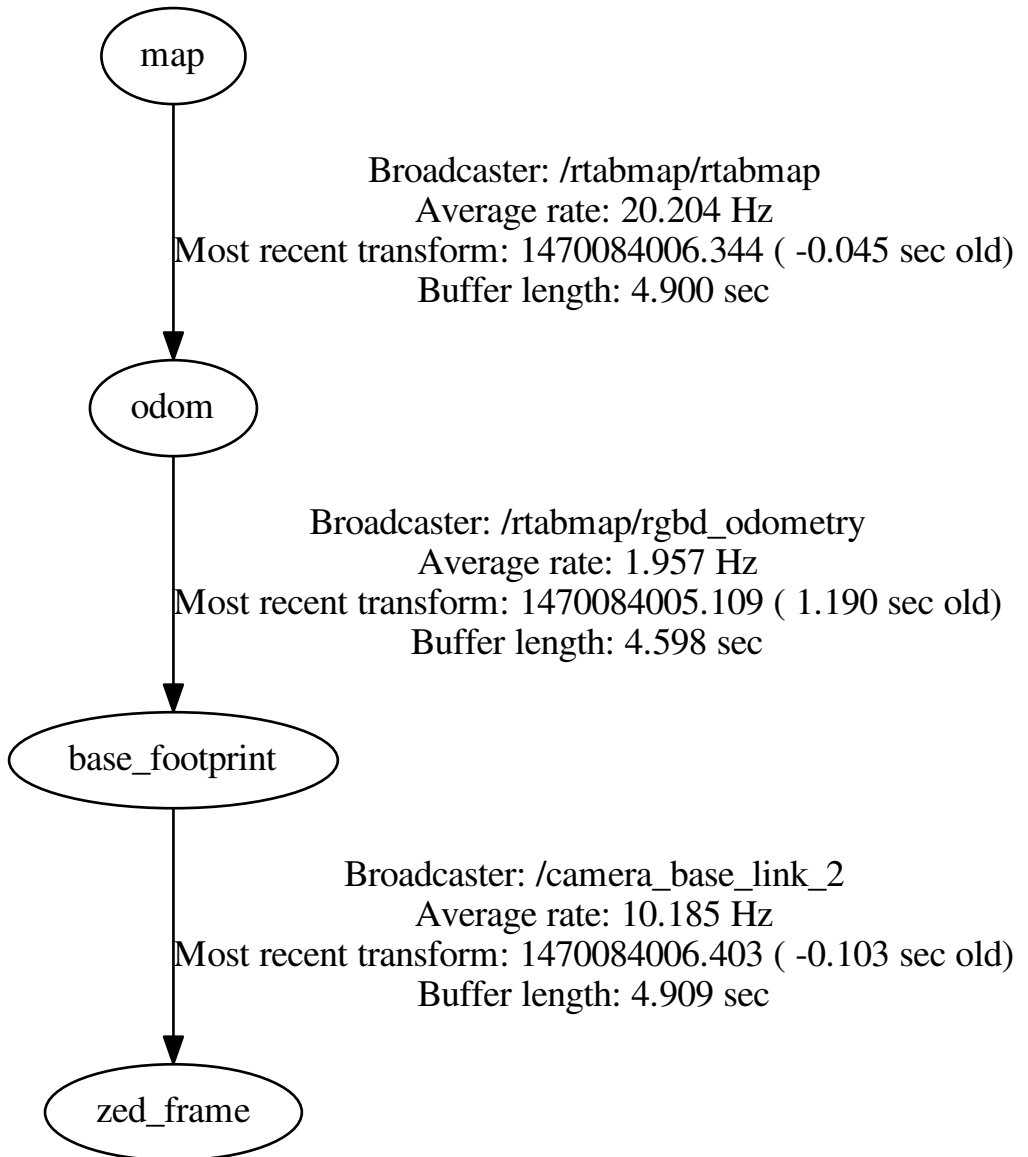 map
Broadcaster: /rtabmap/rtabmap
Average rate: 20.204 Hz
Most recent transform: 1470084006.344 ( -0.045 sec old)
Buffer length: 4.900 sec
odom
Broadcaster: /rtabmap/rgbd_odometry
Average rate: 1.957 Hz
Most recent transform: 1470084005.109 ( 1.190 sec old)
Buffer length: 4.598 sec
base_footprint
Broadcaster: /camera_base_link_2
Average rate: 10.185 Hz
Most recent transform: 1470084006.403 ( -0.103 sec old)
Buffer length: 4.909 sec
zed_frame